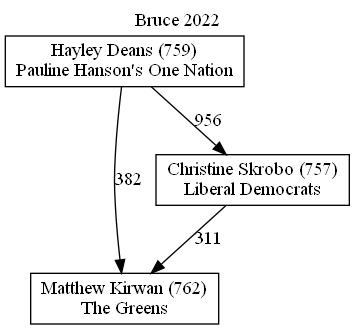 Bruce 2022
Hayley Deans (759)
Pauline Hanson's One Nation
956
Christine Skrobo (757)
Liberal Democrats
382
311
Matthew Kirwan (762)
The Greens